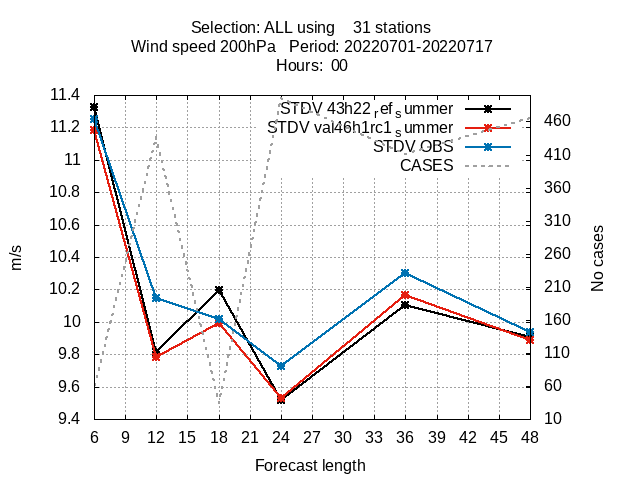 Selection: ALL using 31 stations
Wind speed 200hPa Period: 20220701-20220717
Hours: 00
STDV 43h22refsummer
STDV val46h1rc1summer
STDV OBS
CASES
11.4
11.2
11
10.8
10.6
10.4
10.2
10
9.8
9.6
9.4
m/s
460
410
360
310
260
210
160
110
60
10
No cases
6 9 12 15 18 21 24 27 30 33 36 39 42 45 48
Forecast length